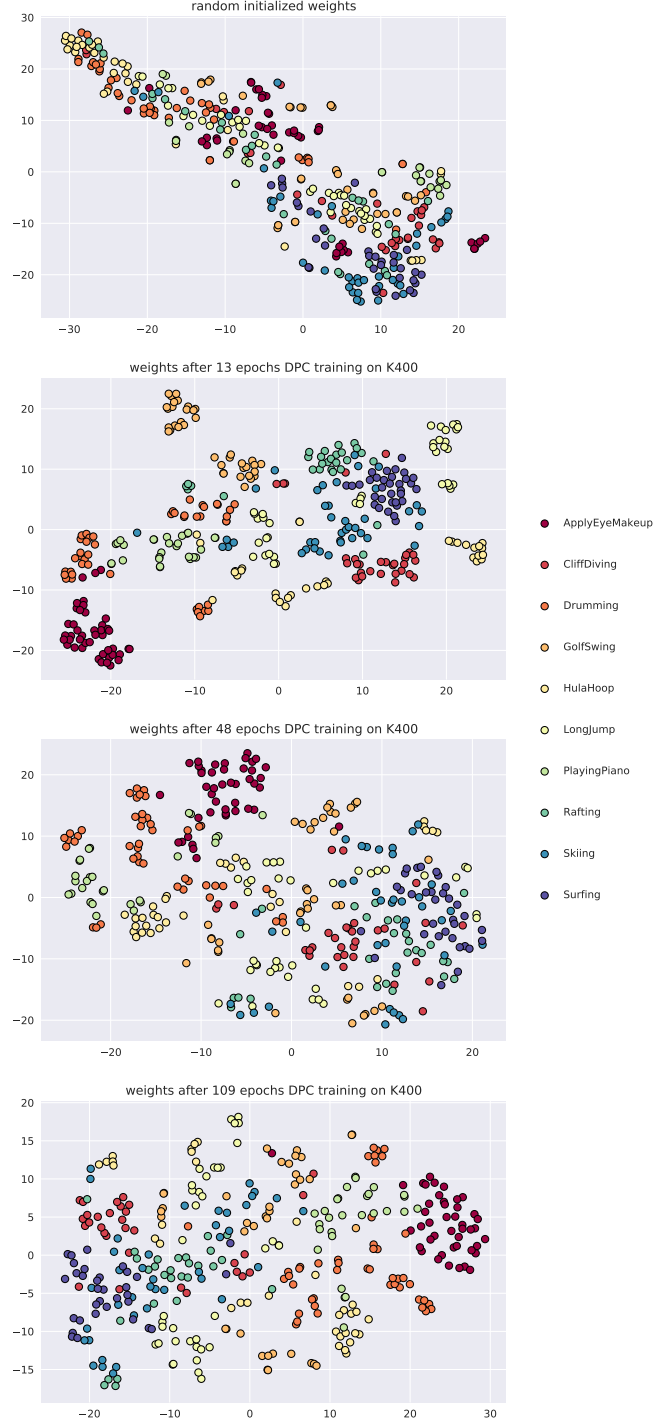 random initialized weights
30
20
10
0
−10
−20
−30 −20 −10 0 10 20
weights after 13 epochs DPC training on K400
20
10
0
−10
−20
−20 −10 0 10 20
ApplyEyeMakeup
CliffDiving
Drumming
GolfSwing
HulaHoop
LongJump
PlayingPiano
Rafting
Skiing
Surfing
weights after 48 epochs DPC training on K400
20
10
0
−10
−20
−20 −10 0 10 20
weights after 109 epochs DPC training on K400
20
15
10
5
0
−5
−10
−15
−20 −10 0 10 20 30